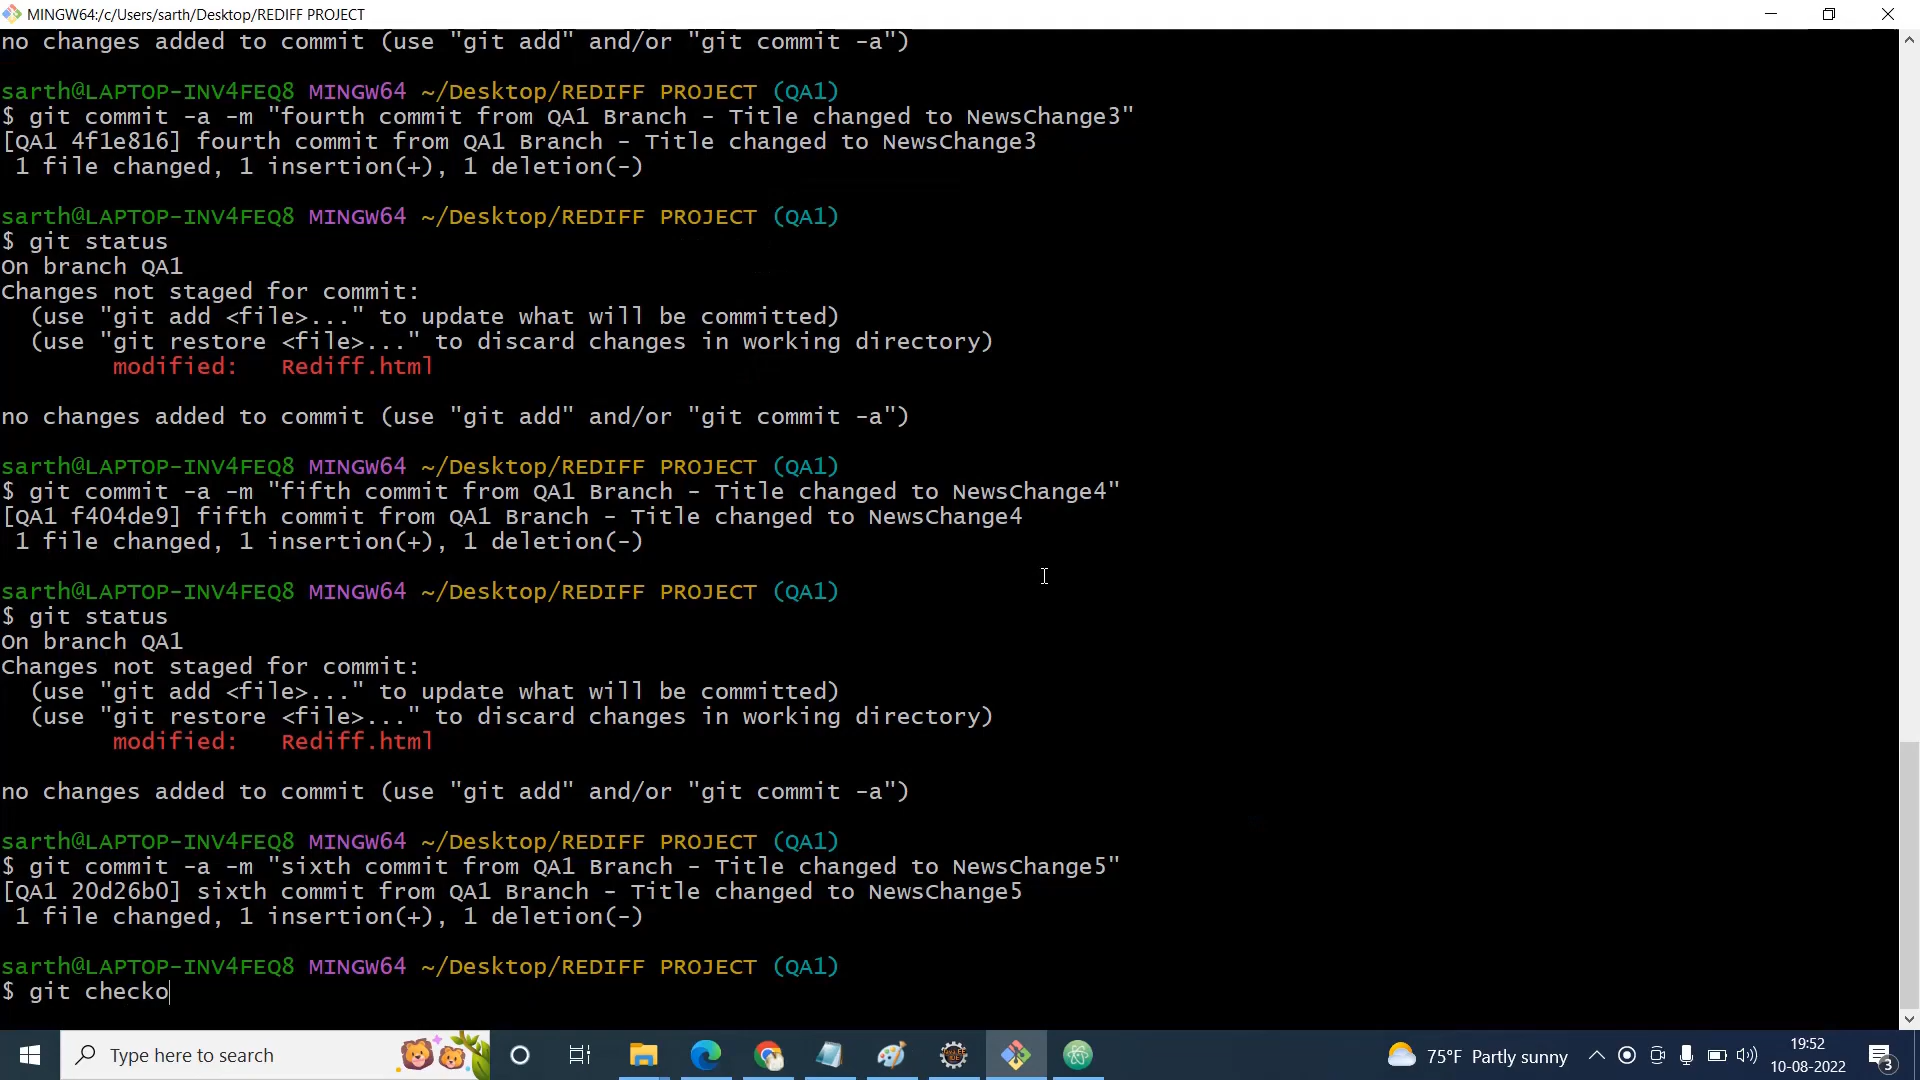 MINGW64:/c/Users/sarth/Desktop/REDIFF PROJECT
no changes added to commit (use "git add" and/or "git commit -a")
sarth@LAPTOP-INV4FEQ8 MINGW64 ~/Desktop/REDIFF PROJECT (QA1)
$ git commit -a -m "fourth commit from QA1 Branch - Title changed to NewsChange3"
[QA1 4f1e816] fourth commit from QA1 Branch - Title changed to NewsChange3
1 file changed, 1 insertion(+), 1 deletion(-)
sarth@LAPTOP-INV4FEQ8 MINGW64 ~/Desktop/REDIFF PROJECT (QA1)
$ git status
On branch QA1
Changes not staged for commit:
(use "git add <file>..." to update what will be committed)
(use "git restore <file>..." to discard changes in working directory)
modified: Rediff.html
no changes added to commit (use "git add" and/or "git commit -a")
sarth@LAPTOP-INV4FEQ8 MINGW64 ~/Desktop/REDIFF PROJECT (QA1)
$ git commit -a -m "fifth commit from QA1 Branch - Title changed to NewsChange4"
[QA1 f404de9] fifth commit from QA1 Branch - Title changed to NewsChange4
1 file changed, 1 insertion(+), 1 deletion(-)
sarth@LAPTOP-INV4FEQ8 MINGW64 ~/Desktop/REDIFF PROJECT (QA1)
$ git status
On branch QA1
Changes not staged for commit:
(use "git add <file>..." to update what will be committed)
(use "git restore <file>..." to discard changes in working directory)
modified: Rediff.html
no changes added to commit (use "git add" and/or "git commit -a")
sarth@LAPTOP-INV4FEQ8 MINGW64 ~/Desktop/REDIFF PROJECT (QA1)
$ git commit -a -m "sixth commit from QA1 Branch - Title changed to NewsChange5"
[QA1 20d26b0] sixth commit from QA1 Branch - Title changed to NewsChange5
1 file changed, 1 insertion(+), 1 deletion(-)
sarth@LAPTOP-INV4FEQ8 MINGW64 ~/Desktop/REDIFF PROJECT (QA1)
$ git checko
Type here to search
75°F Partly sunny
19:52
10-08-2022
3